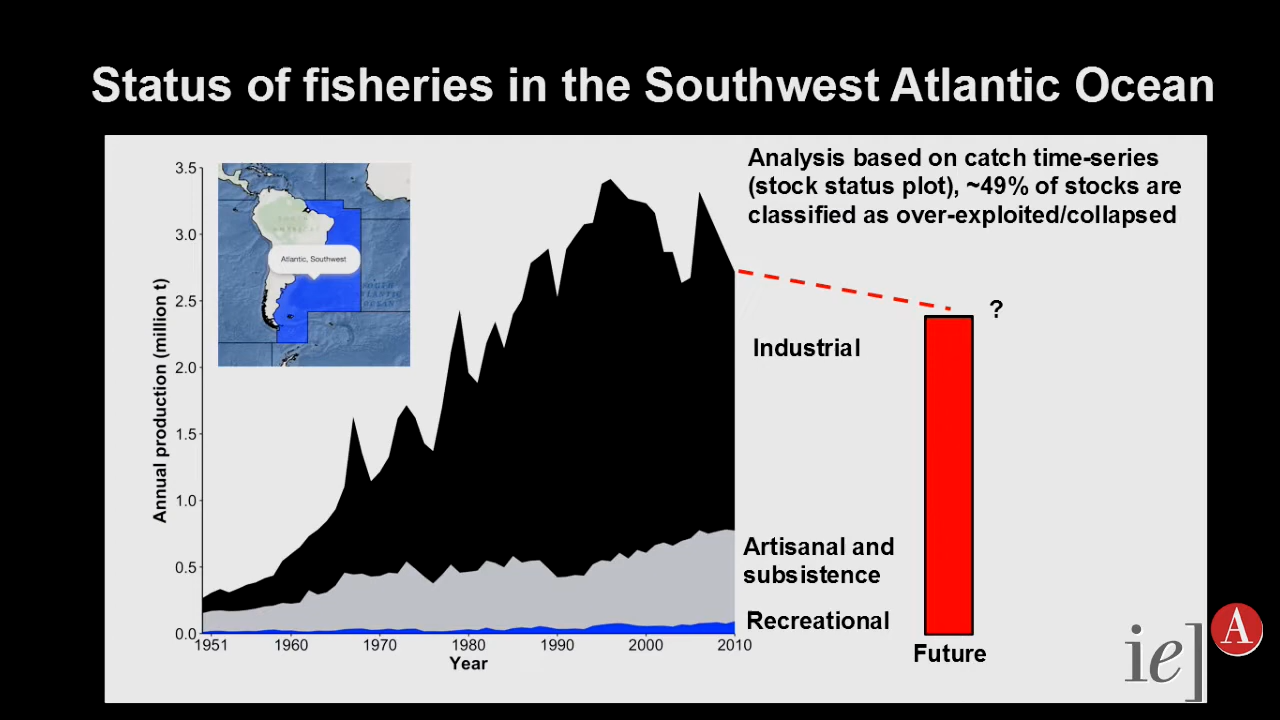 Status of fisheries in the Southwest Atlantic Ocean
Analysis based on catch time-series
(stock status plot), ~49% of stocks are
classified as over-exploited/collapsed
3.5
3.0
2.5
2.0
1.5
1.0
0.5
0.0
Annual production (million t)
Atlantic, Southwest
SOUTH
ATLANTIC
OCEAN
?
Industrial
Artisanal and
subsistence
Recreational
1951
1960
1970
1980
1990
2000
2010
Year
Future
ie]
A